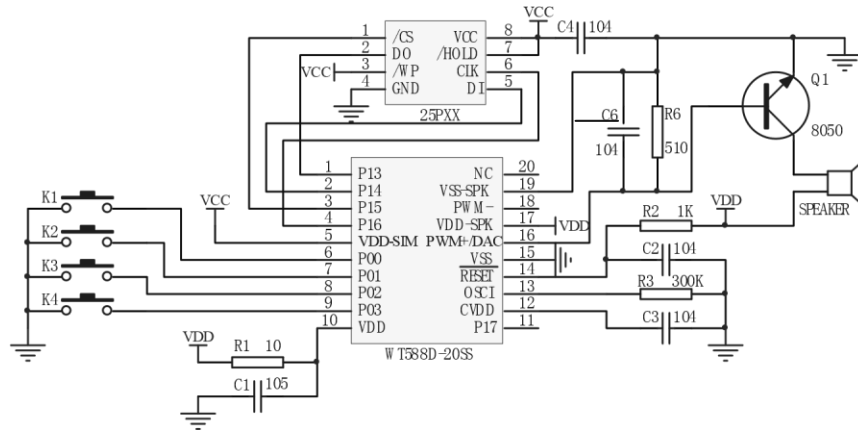 VCC
C4 104
1 /CS VCC 8
2 DO /HOLD 7
VCC 3 /WP CLK 6
4 GND DI 5
25PXX
Q1
8050
C6
104
R6
510
SPEAKER
K1
K2
K3
K4
VCC
1 P13 NC 20
2 P14 VSS-SPK 19
3 P15 PWM- 18
4 P16 VDD-SPK 17 VDD
5 VDD-SIM PWM+/DAC 16
6 P00 VSS 15
7 P01 RESET 14
8 P02 OSCI 13
9 P03 CVDD 12
10 VDD P17 11
WT588D-20SS
VDD
R2 1K
C2 104
R3 300K
C3 104
VDD
R1 10
C1 105